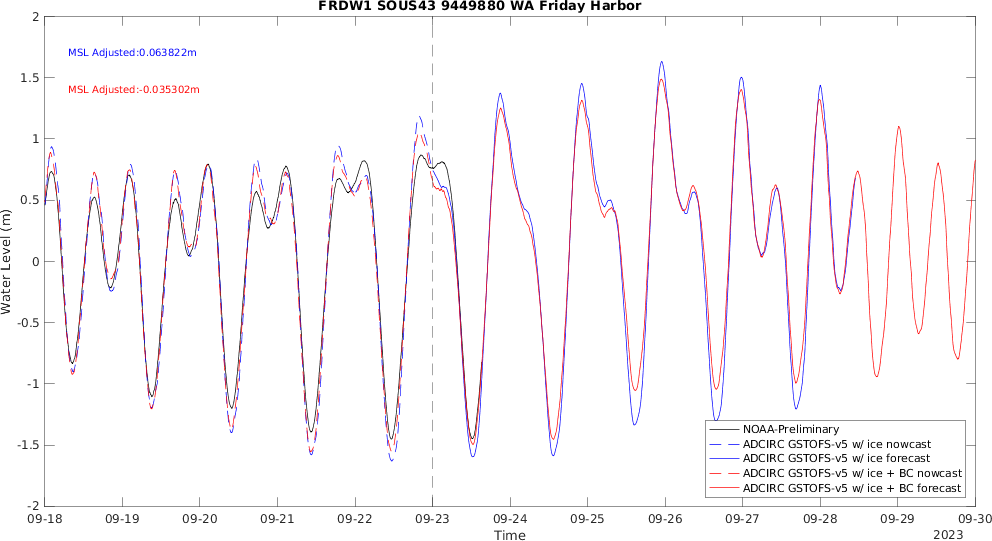 FRDW1 SOUS43 9449880 WA Friday Harbor
MSL Adjusted:0.063822m
MSL Adjusted:-0.035302m
Water Level (m)
2
1.5
1
0.5
0
-0.5
-1
-1.5
-2
NOAA-Preliminary
ADCIRC GSTOFS-v5 w/ ice nowcast
ADCIRC GSTOFS-v5 w/ ice forecast
ADCIRC GSTOFS-v5 w/ ice + BC nowcast
ADCIRC GSTOFS-v5 w/ ice + BC forecast
09-18 09-19 09-20 09-21 09-22 09-23 09-24 09-25 09-26 09-27 09-28 09-29 09-30
Time
2023